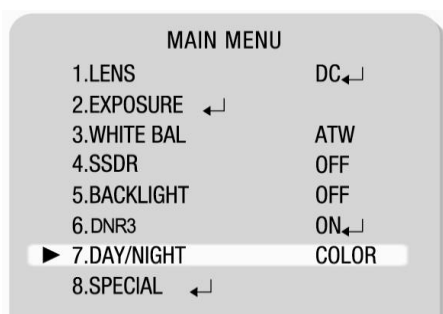 MAIN MENU
1.LENS DC↵
2.EXPOSURE ↵
3.WHITE BAL ATW
4.SSDR OFF
5.BACKLIGHT OFF
6.DNR3 ON↵
▶ 7.DAY/NIGHT COLOR
8.SPECIAL ↵